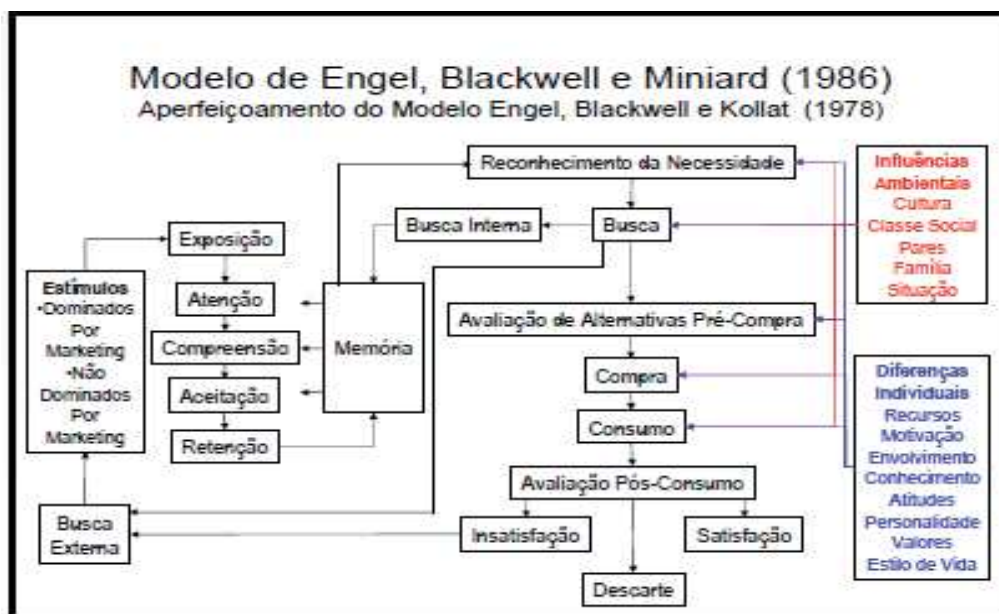 Modelo de Engel, Blackwell e Miniard (1986)
Aperfeiçoamento do Modelo Engel, Blackwell e Kollat (1978)
Reconhecimento da Necessidade
Busca Interna
Busca
Exposição
Estímulos
•Dominados
Por
Marketing
•Não
Dominados
Por
Marketing
Atenção
Compreensão
Aceitação
Retenção
Memória
Avaliação de Alternativas Pré-Compra
Compra
Consumo
Avaliação Pós-Consumo
Busca
Externa
Insatisfação
Satisfação
Descarte
Influências
Ambientais
Cultura
Classe Social
Pares
Família
Situação
Diferenças
Individuais
Recursos
Motivação
Envolvimento
Conhecimento
Atitudes
Personalidade
Valores
Estilo de Vida